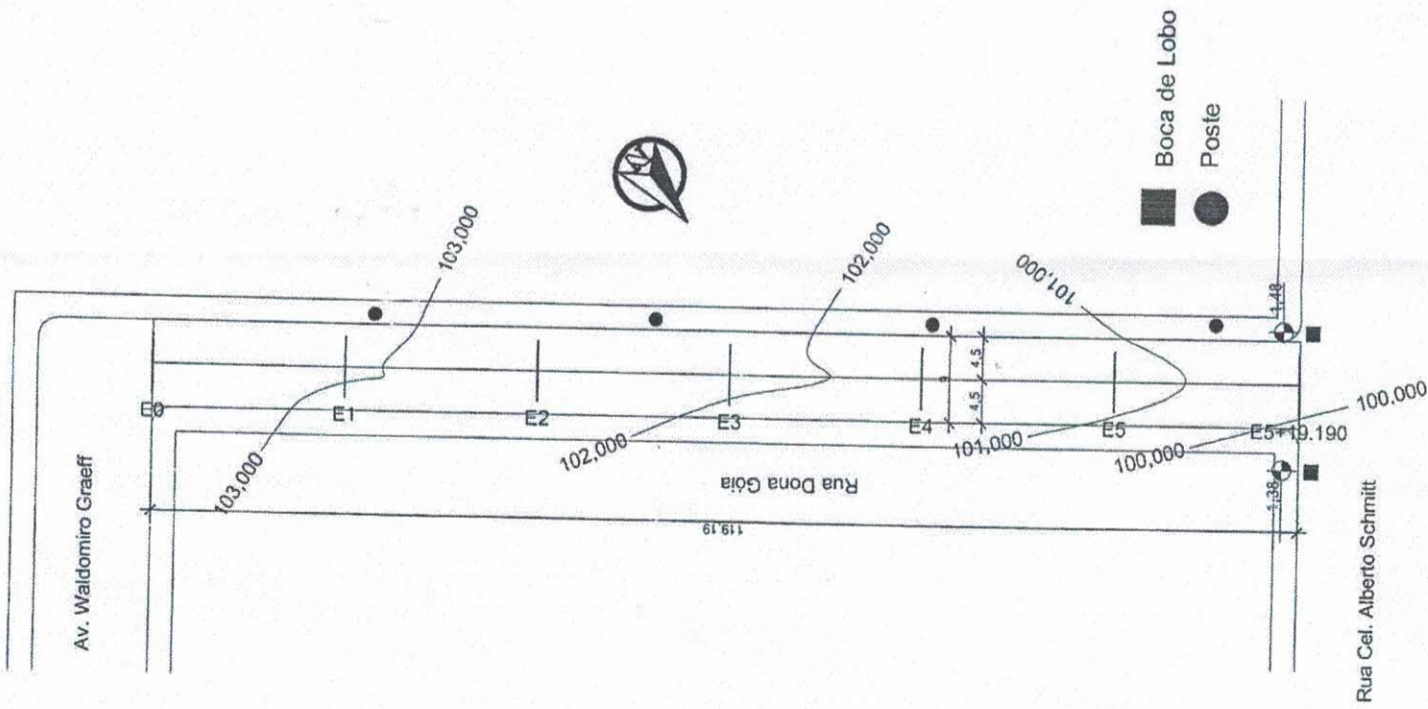 Av. Waldomiro Graeff
E0
E1
E2
E3
E4
E5
E5+19.190
103,000
103,000
102,000
102,000
101,000
101,000
100,000
100,000
9
4.5
4.5
1.48
1.38
119.19
Rua Dona Góia
Rua Cel. Alberto Schmitt
N
Boca de Lobo
Poste